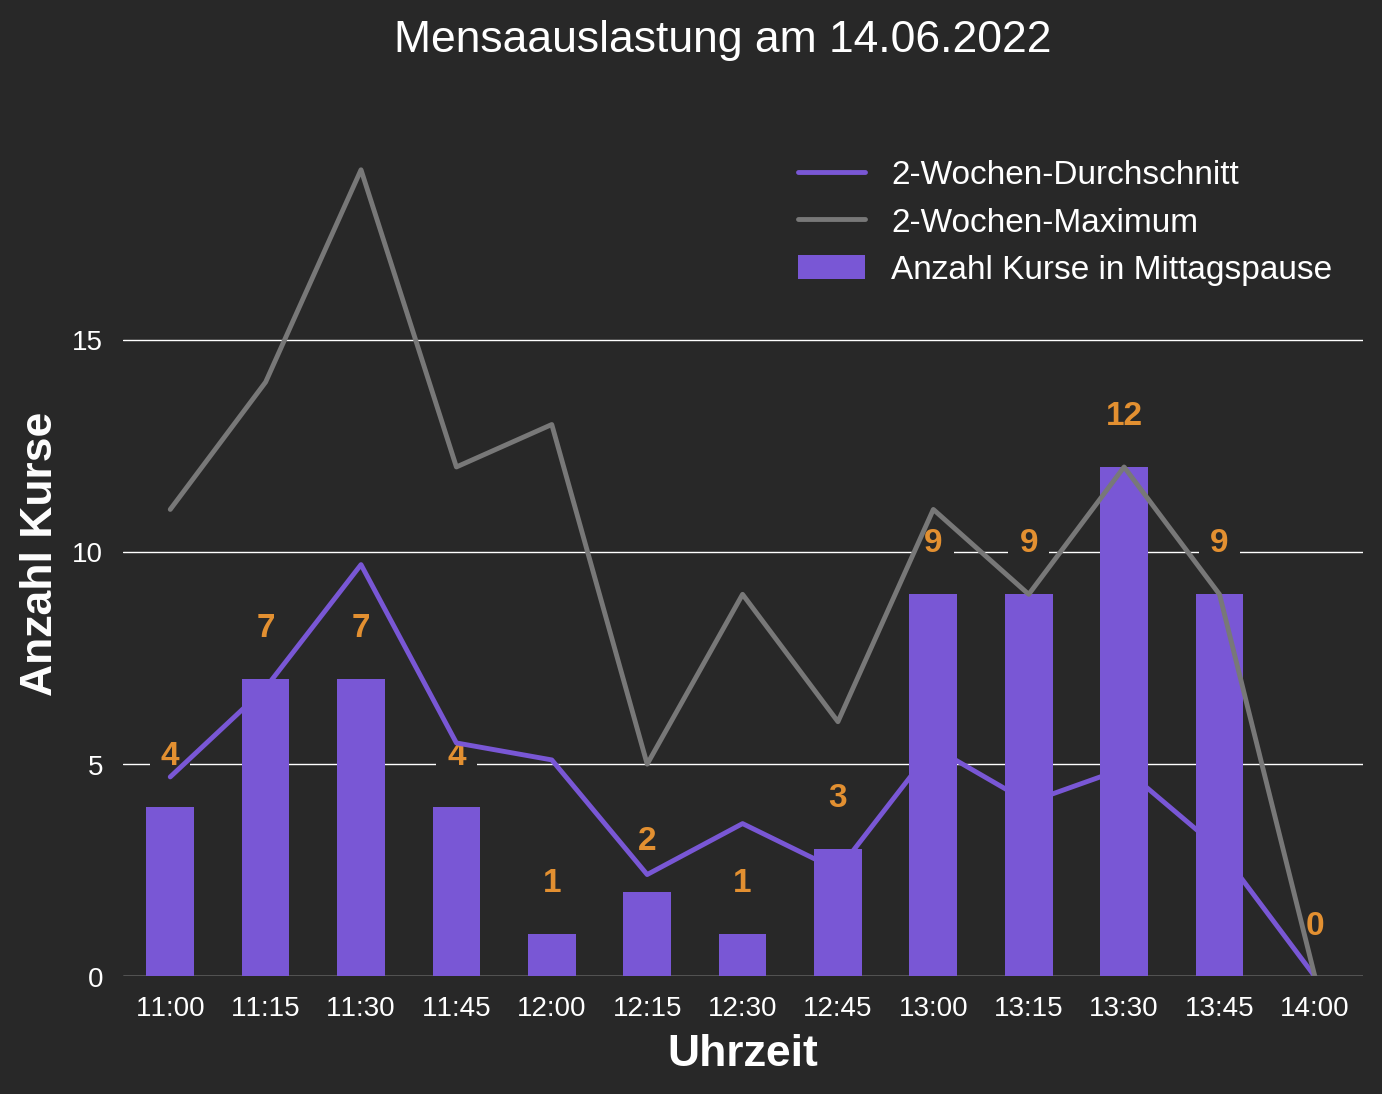 Mensaauslastung am 14.06.2022
2-Wochen-Durchschnitt
2-Wochen-Maximum
Anzahl Kurse in Mittagspause
Anzahl Kurse
15
10
5
0
4
7
7
4
1
2
1
3
9
9
12
9
0
11:00 11:15 11:30 11:45 12:00 12:15 12:30 12:45 13:00 13:15 13:30 13:45 14:00
Uhrzeit